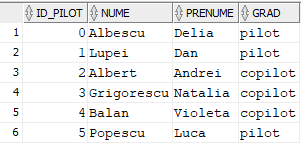 ID_PILOT NUME PRENUME GRAD
1 0 Albescu Delia pilot
2 1 Lupei Dan pilot
3 2 Albert Andrei copilot
4 3 Grigorescu Natalia copilot
5 4 Balan Violeta copilot
6 5 Popescu Luca pilot